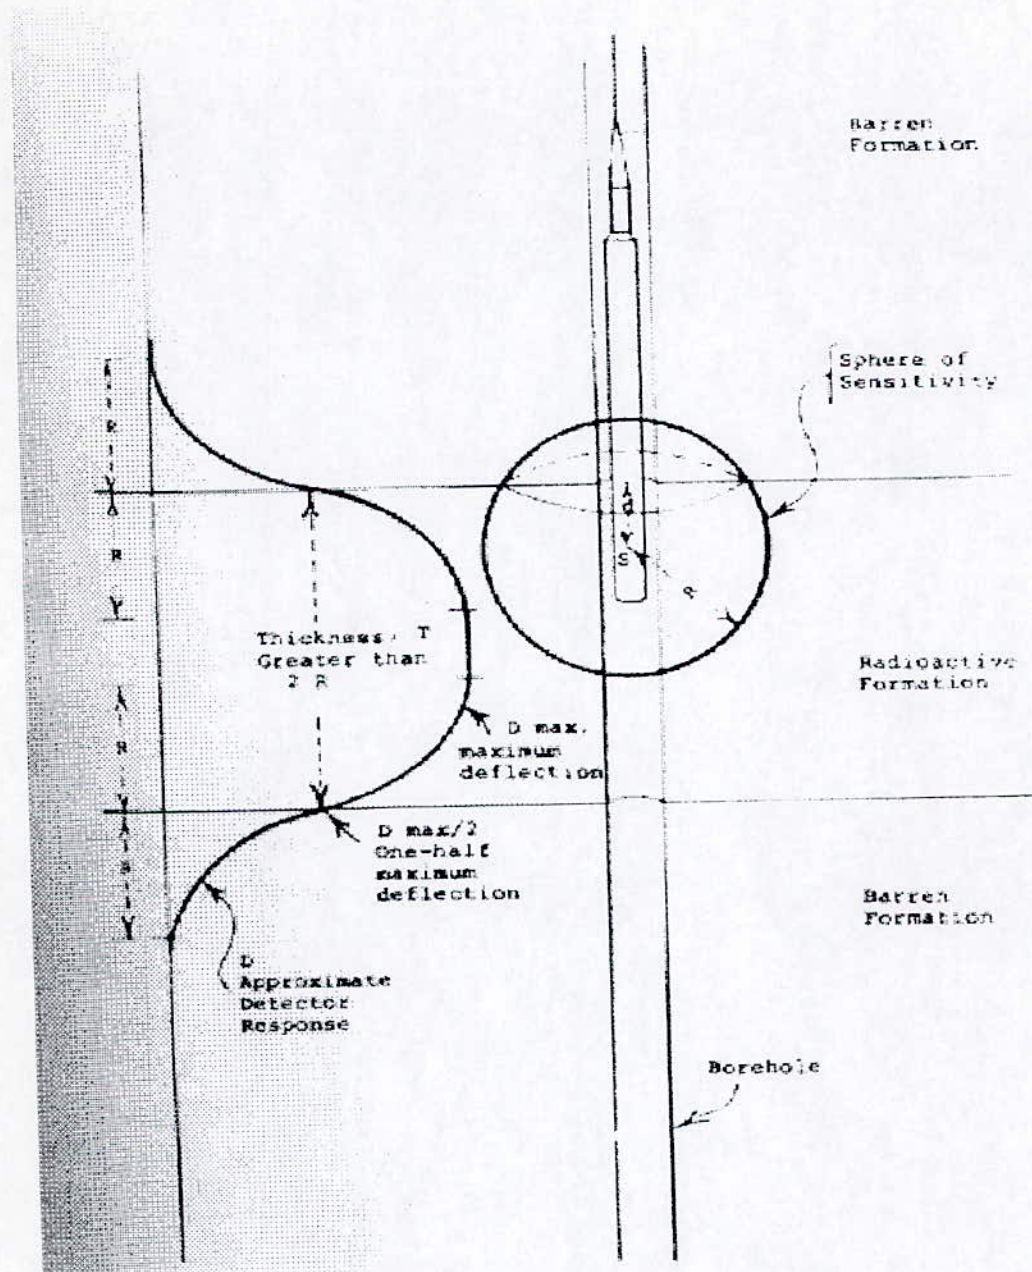 Barren
Formation
Sphere of
Sensitivity
R
d
R
S
R
Thickness, T
Greater than
2 R
Radioactive
Formation
R
D max,
maximum
deflection
D max/2
One-half
maximum
deflection
R
Barren
Formation
D
Approximate
Detector
Response
Borehole